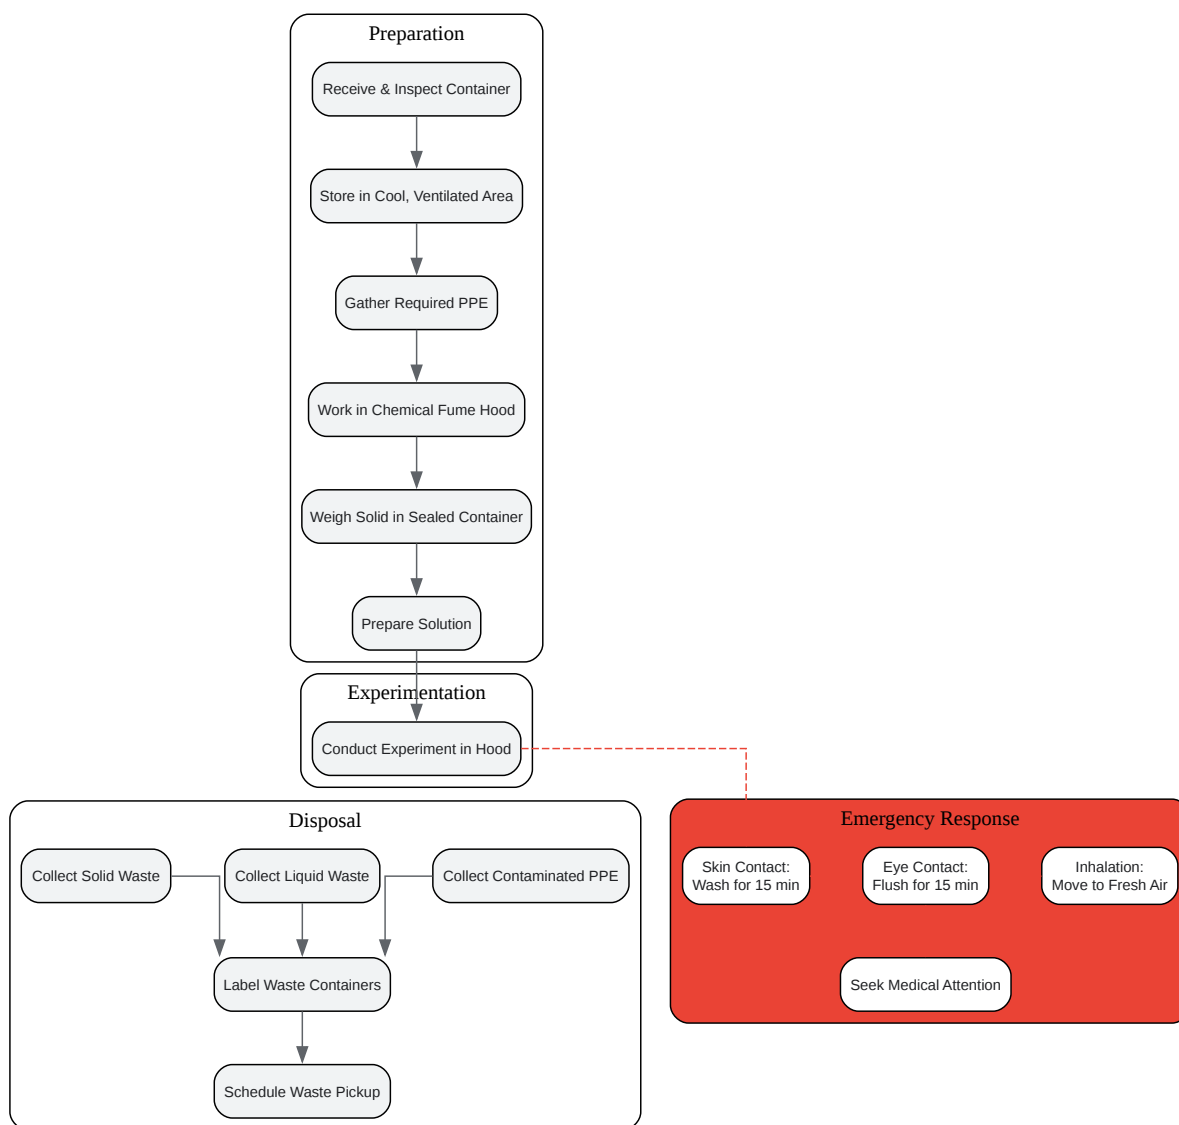 Preparation
Receive & Inspect Container
Store in Cool, Ventilated Area
Gather Required PPE
Work in Chemical Fume Hood
Weigh Solid in Sealed Container
Prepare Solution
Experimentation
Conduct Experiment in Hood
Disposal
Collect Solid Waste
Collect Liquid Waste
Collect Contaminated PPE
Label Waste Containers
Schedule Waste Pickup
Emergency Response
Skin Contact:
Wash for 15 min
Eye Contact:
Flush for 15 min
Inhalation:
Move to Fresh Air
Seek Medical Attention